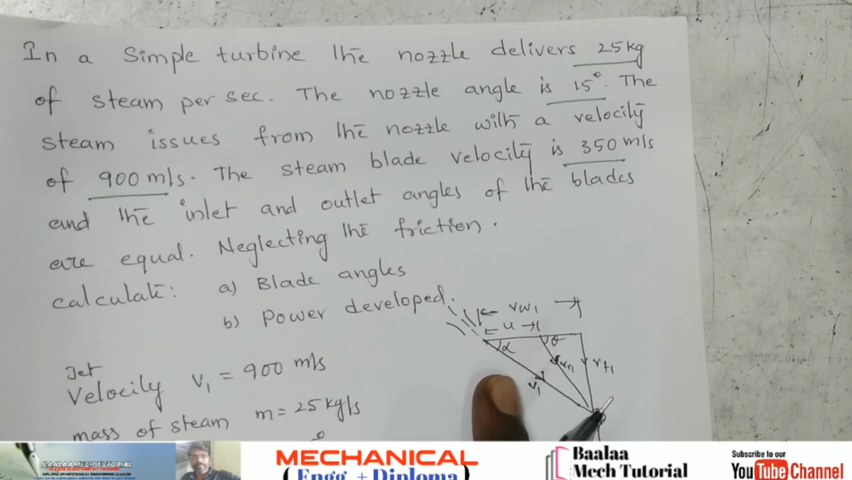 In a Simple turbine the nozzle delivers 25kg
of steam per sec. The nozzle angle is 15°. The
steam issues from the nozzle with a velocity
of 900 m/s. The steam blade velocity is 350 m/s
and the inlet and outlet angles of the blades
are equal. Neglecting the friction.
calculate: a) Blade angles
b) Power developed.
Vw1
u
α θ
Vr1 Vf1
V1
Jet
Velocity V1 = 900 m/s
mass of steam m = 25 kg/s
MECHANICAL
(Engg. + Diploma)
Baalaa
Mech Tutorial
Subscribe to our
YouTube Channel